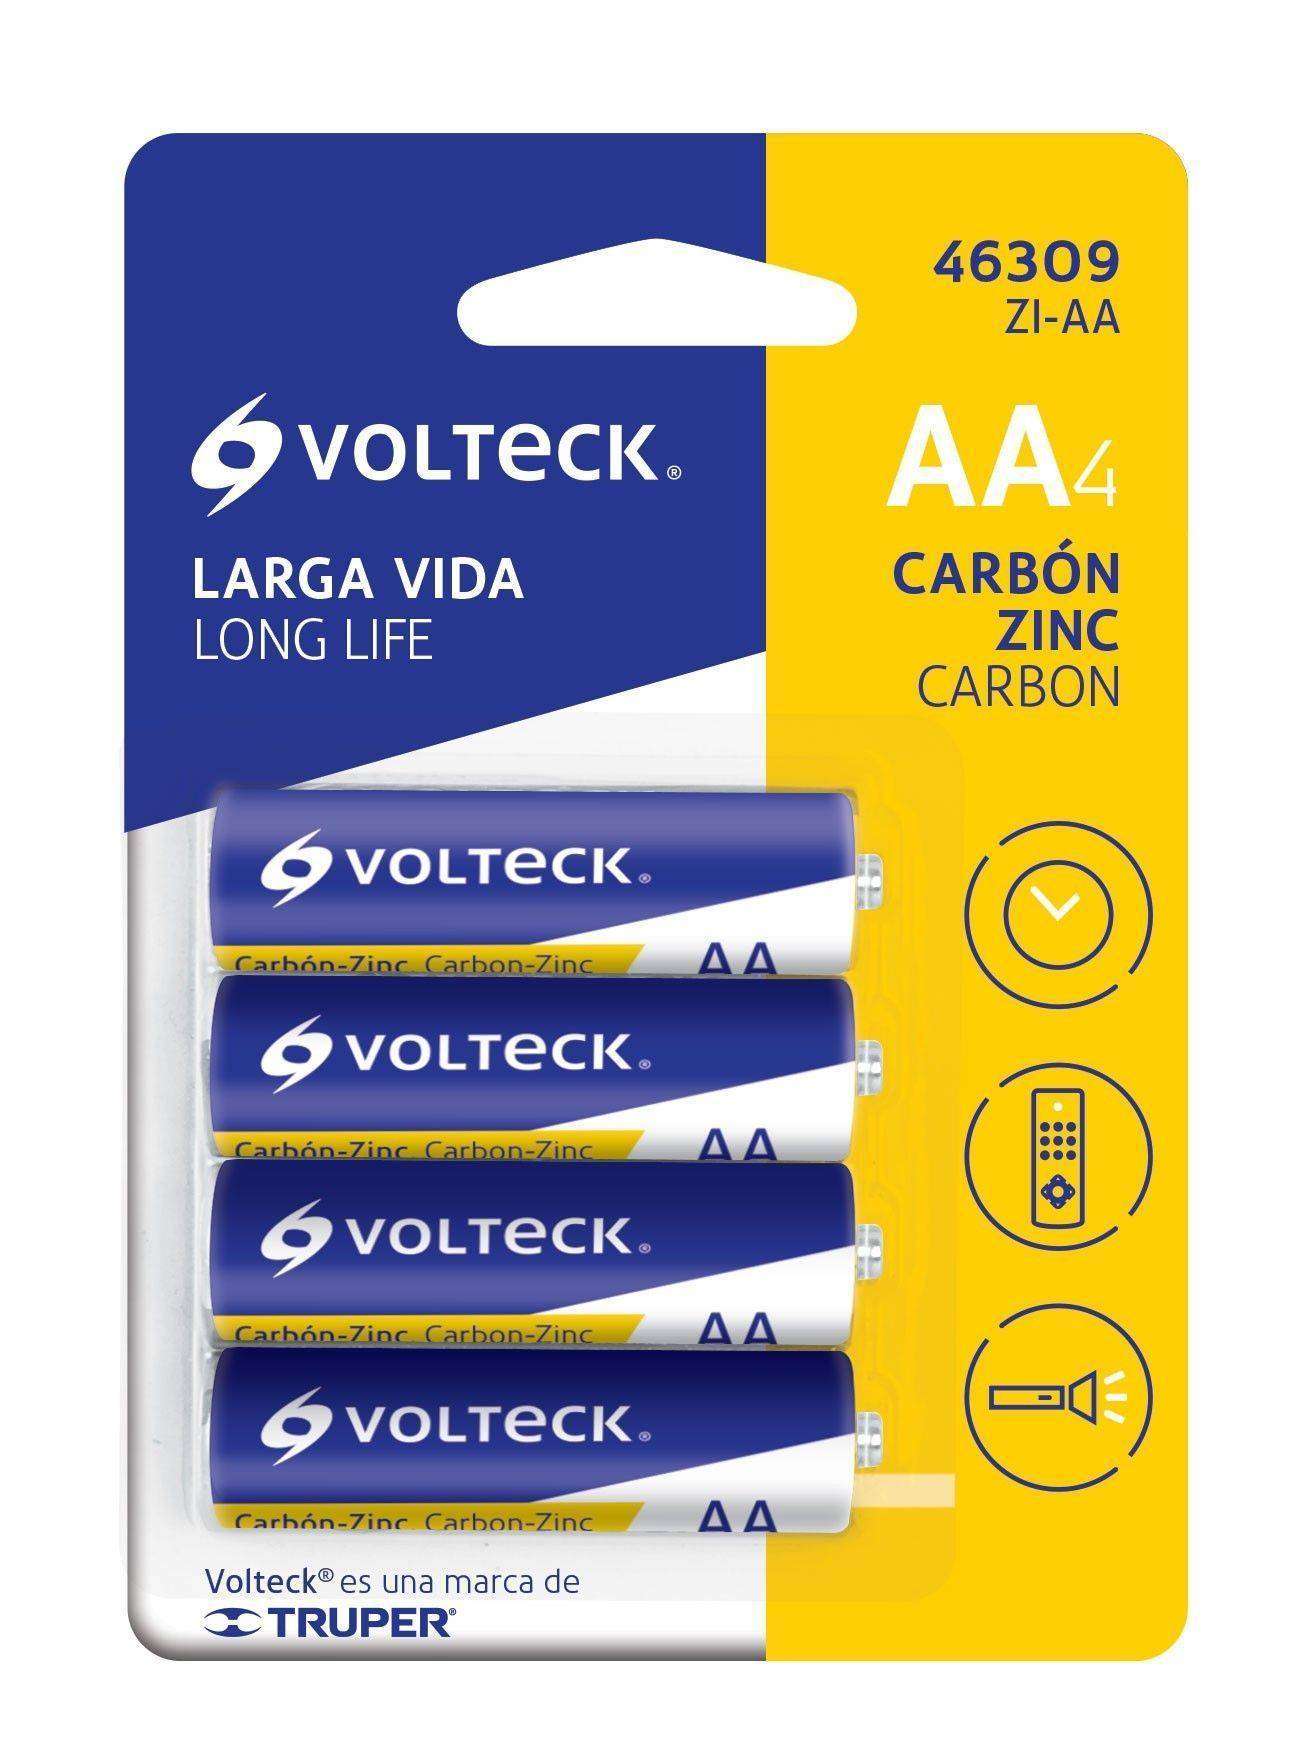 46309
ZI-AA
VOLTECK®
AA4
LARGA VIDA
LONG LIFE
CARBÓN
ZINC
CARBON
VOLTECK®
Carbón-Zinc. Carbon-Zinc
AA
VOLTECK®
Carbón-Zinc. Carbon-Zinc
AA
VOLTECK®
Carbón-Zinc. Carbon-Zinc
AA
VOLTECK®
Carbón-Zinc. Carbon-Zinc
AA
Volteck® es una marca de
TRUPER®